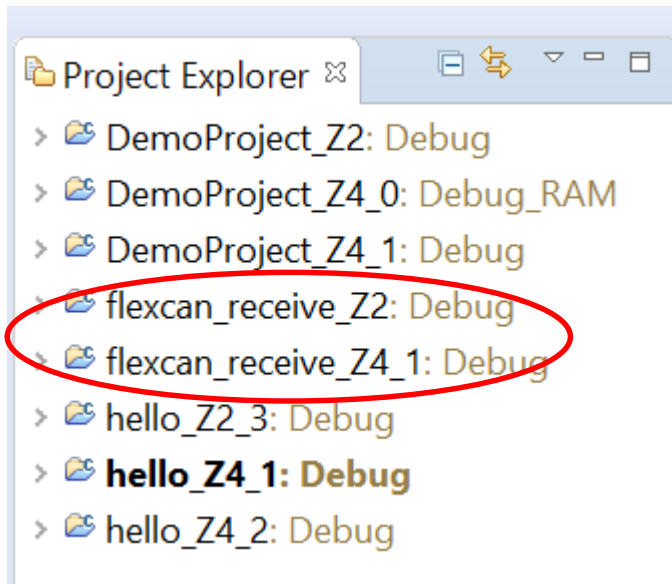 Project Explorer
DemoProject_Z2: Debug
DemoProject_Z4_0: Debug_RAM
DemoProject_Z4_1: Debug
flexcan_receive_Z2: Debug
flexcan_receive_Z4_1: Debug
hello_Z2_3: Debug
hello_Z4_1: Debug
hello_Z4_2: Debug